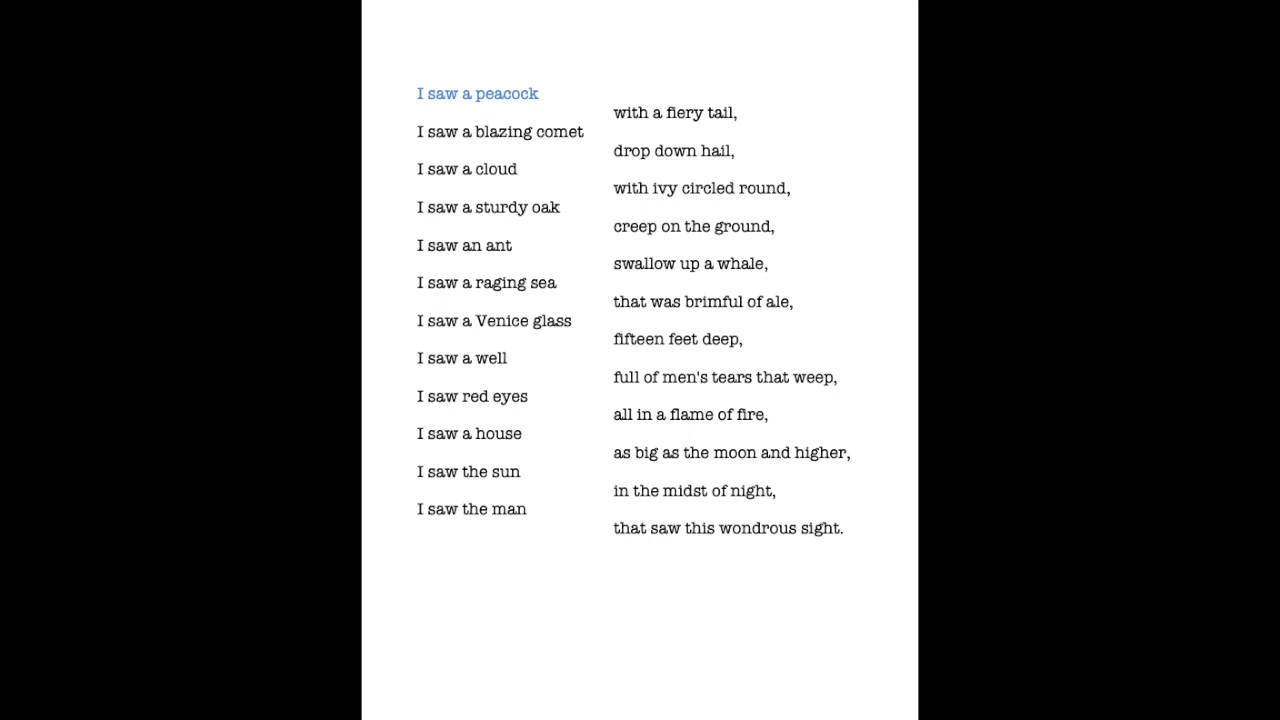 I saw a peacock
with a fiery tail,
I saw a blazing comet
drop down hail,
I saw a cloud
with ivy circled round,
I saw a sturdy oak
creep on the ground,
I saw an ant
swallow up a whale,
I saw a raging sea
that was brimful of ale,
I saw a Venice glass
fifteen feet deep,
I saw a well
full of men's tears that weep,
I saw red eyes
all in a flame of fire,
I saw a house
as big as the moon and higher,
I saw the sun
in the midst of night,
I saw the man
that saw this wondrous sight.